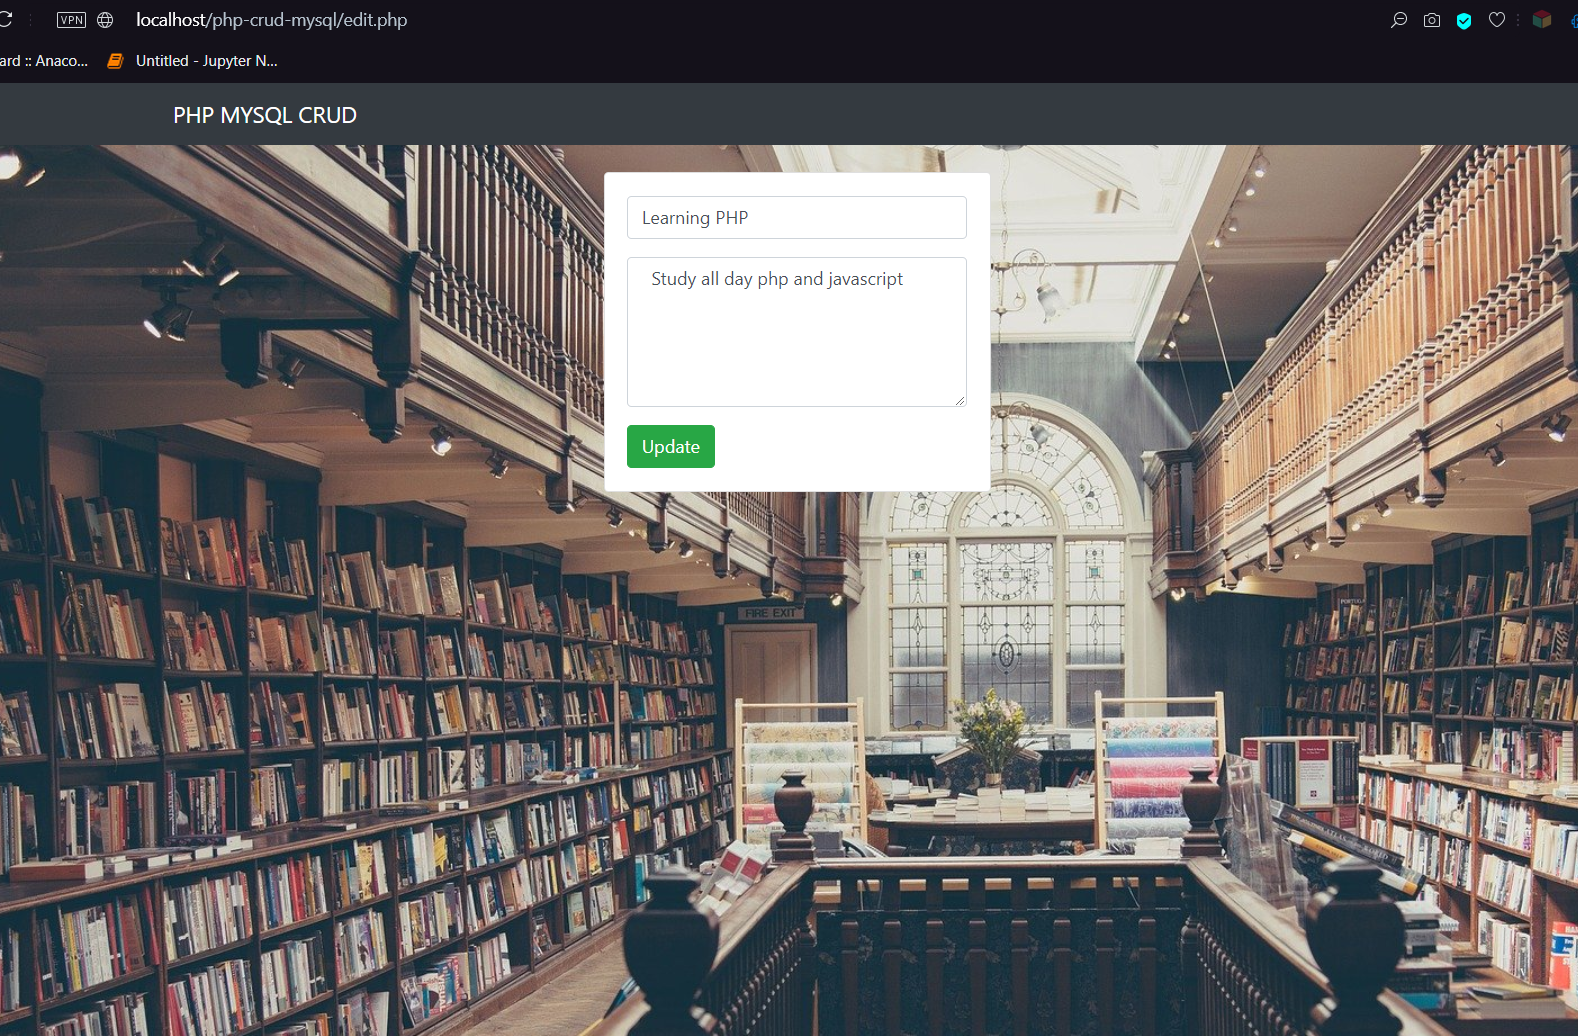 VPN
localhost/php-crud-mysql/edit.php
ard :: Anaco...
Untitled - Jupyter N...
PHP MYSQL CRUD
Learning PHP
Study all day php and javascript
Update
FIRE EXIT